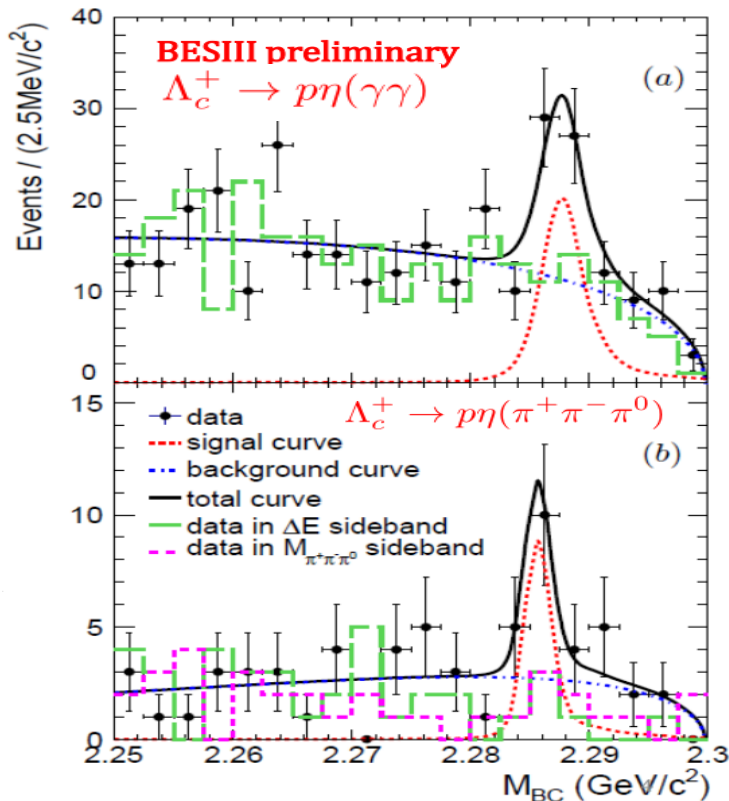 BESIII preliminary
Λc+ → pη(γγ)
(a)
Events / (2.5MeV/c²)
40
30
20
10
0
Λc+ → pη(π+π−π0)
(b)
data
signal curve
background curve
total curve
data in ΔE sideband
data in Mπ+π-π0 sideband
15
10
5
0
2.25 2.26 2.27 2.28 2.29 2.3
MBC (GeV/c²)